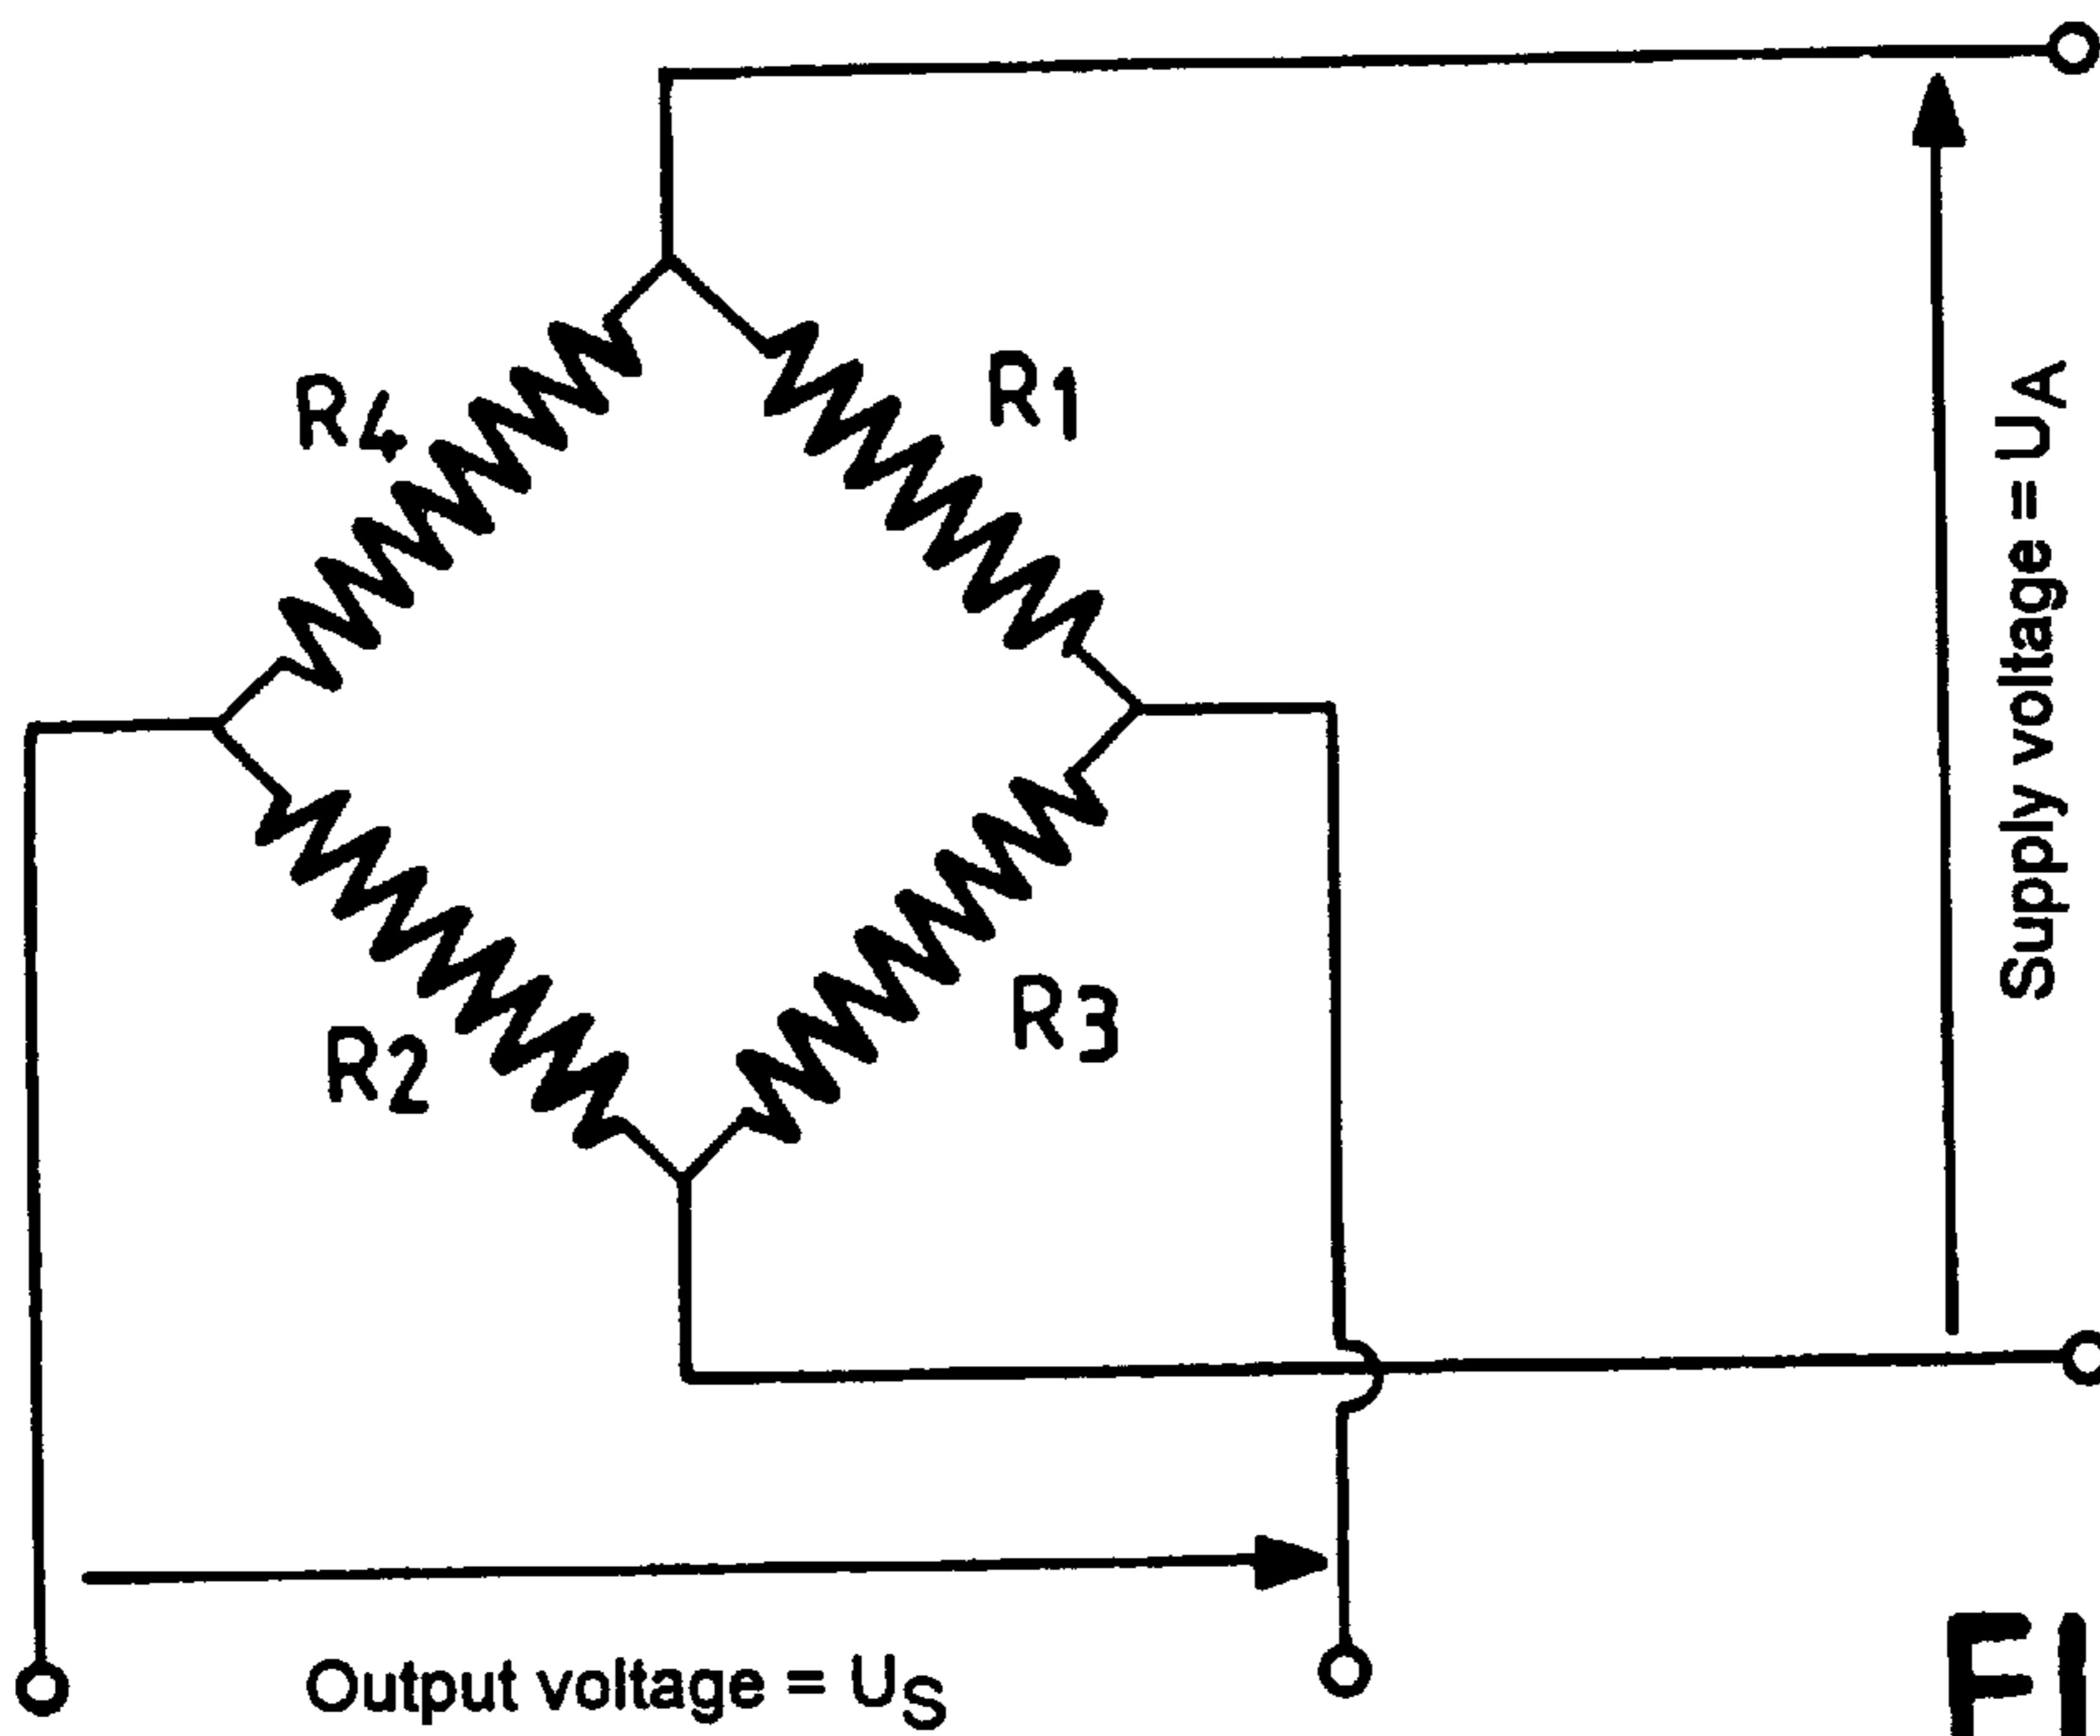 R4
R1
R2
R3
Supply voltage = UA
Output voltage = US